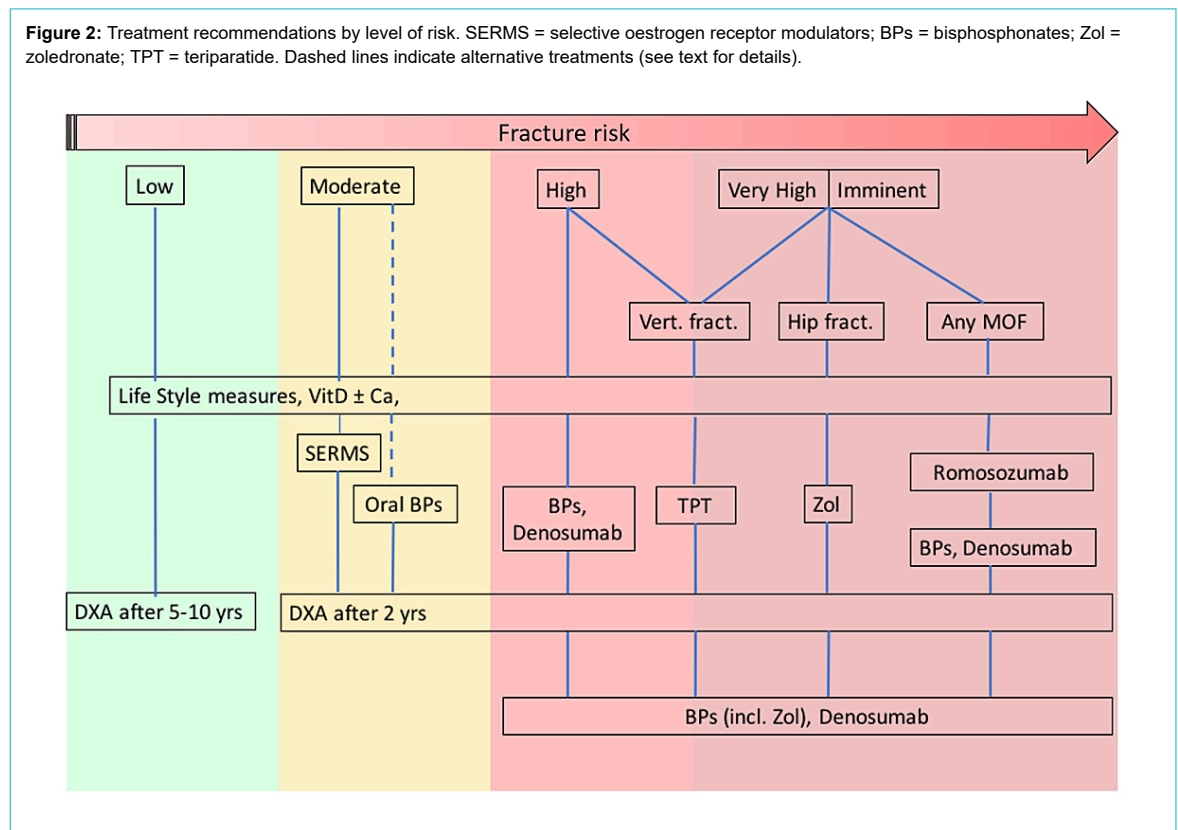 Figure 2: Treatment recommendations by level of risk. SERMS = selective oestrogen receptor modulators; BPs = bisphosphonates; Zol =
zoledronate; TPT = teriparatide. Dashed lines indicate alternative treatments (see text for details).
Fracture risk
Low
Moderate
High
Very High
Imminent
Vert. fract.
Hip fract.
Any MOF
Life Style measures, VitD ± Ca,
SERMS
Romosozumab
Oral BPs
BPs,
Denosumab
TPT
Zol
BPs, Denosumab
DXA after 5-10 yrs
DXA after 2 yrs
BPs (incl. Zol), Denosumab